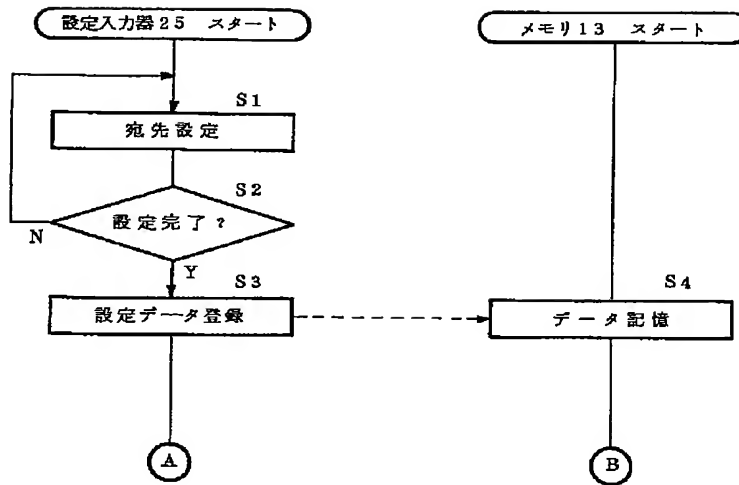 設定入力器25 スタート
メモリ13 スタート
S1
宛先設定
S2
設定完了?
N
Y
S3
設定データ登録
S4
データ記憶
A
B